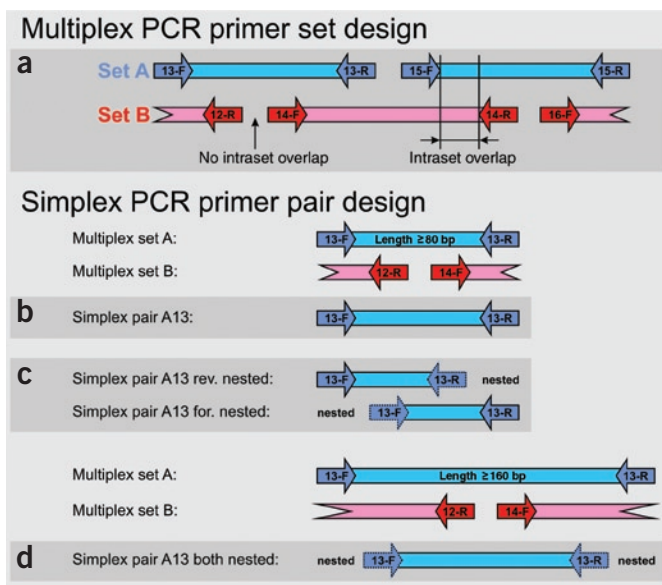 Multiplex PCR primer set design
a
Set A 13-F 13-R 15-F 15-R
Set B 12-R 14-F 14-R 16-F
No intraset overlap Intraset overlap
Simplex PCR primer pair design
Multiplex set A: 13-F Length ≥80 bp 13-R
Multiplex set B: 12-R 14-F
b
Simplex pair A13: 13-F 13-R
c
Simplex pair A13 rev. nested: 13-F 13-R nested
Simplex pair A13 for. nested: nested 13-F 13-R
Multiplex set A: 13-F Length ≥160 bp 13-R
Multiplex set B: 12-R 14-F
d
Simplex pair A13 both nested: nested 13-F 13-R nested